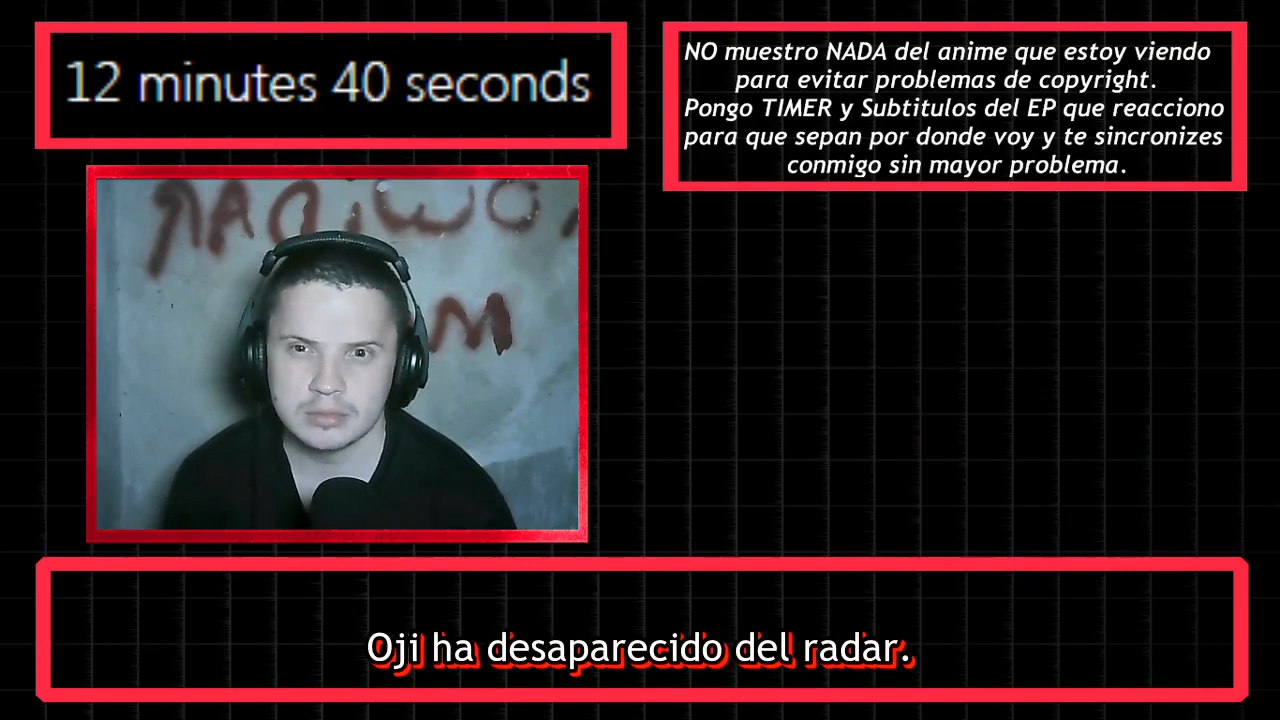 12 minutes 40 seconds
NO muestro NADA del anime que estoy viendo
para evitar problemas de copyright.
Pongo TIMER y Subtitulos del EP que reacciono
para que sepan por donde voy y te sincronizes
conmigo sin mayor problema.
Oji ha desaparecido del radar.